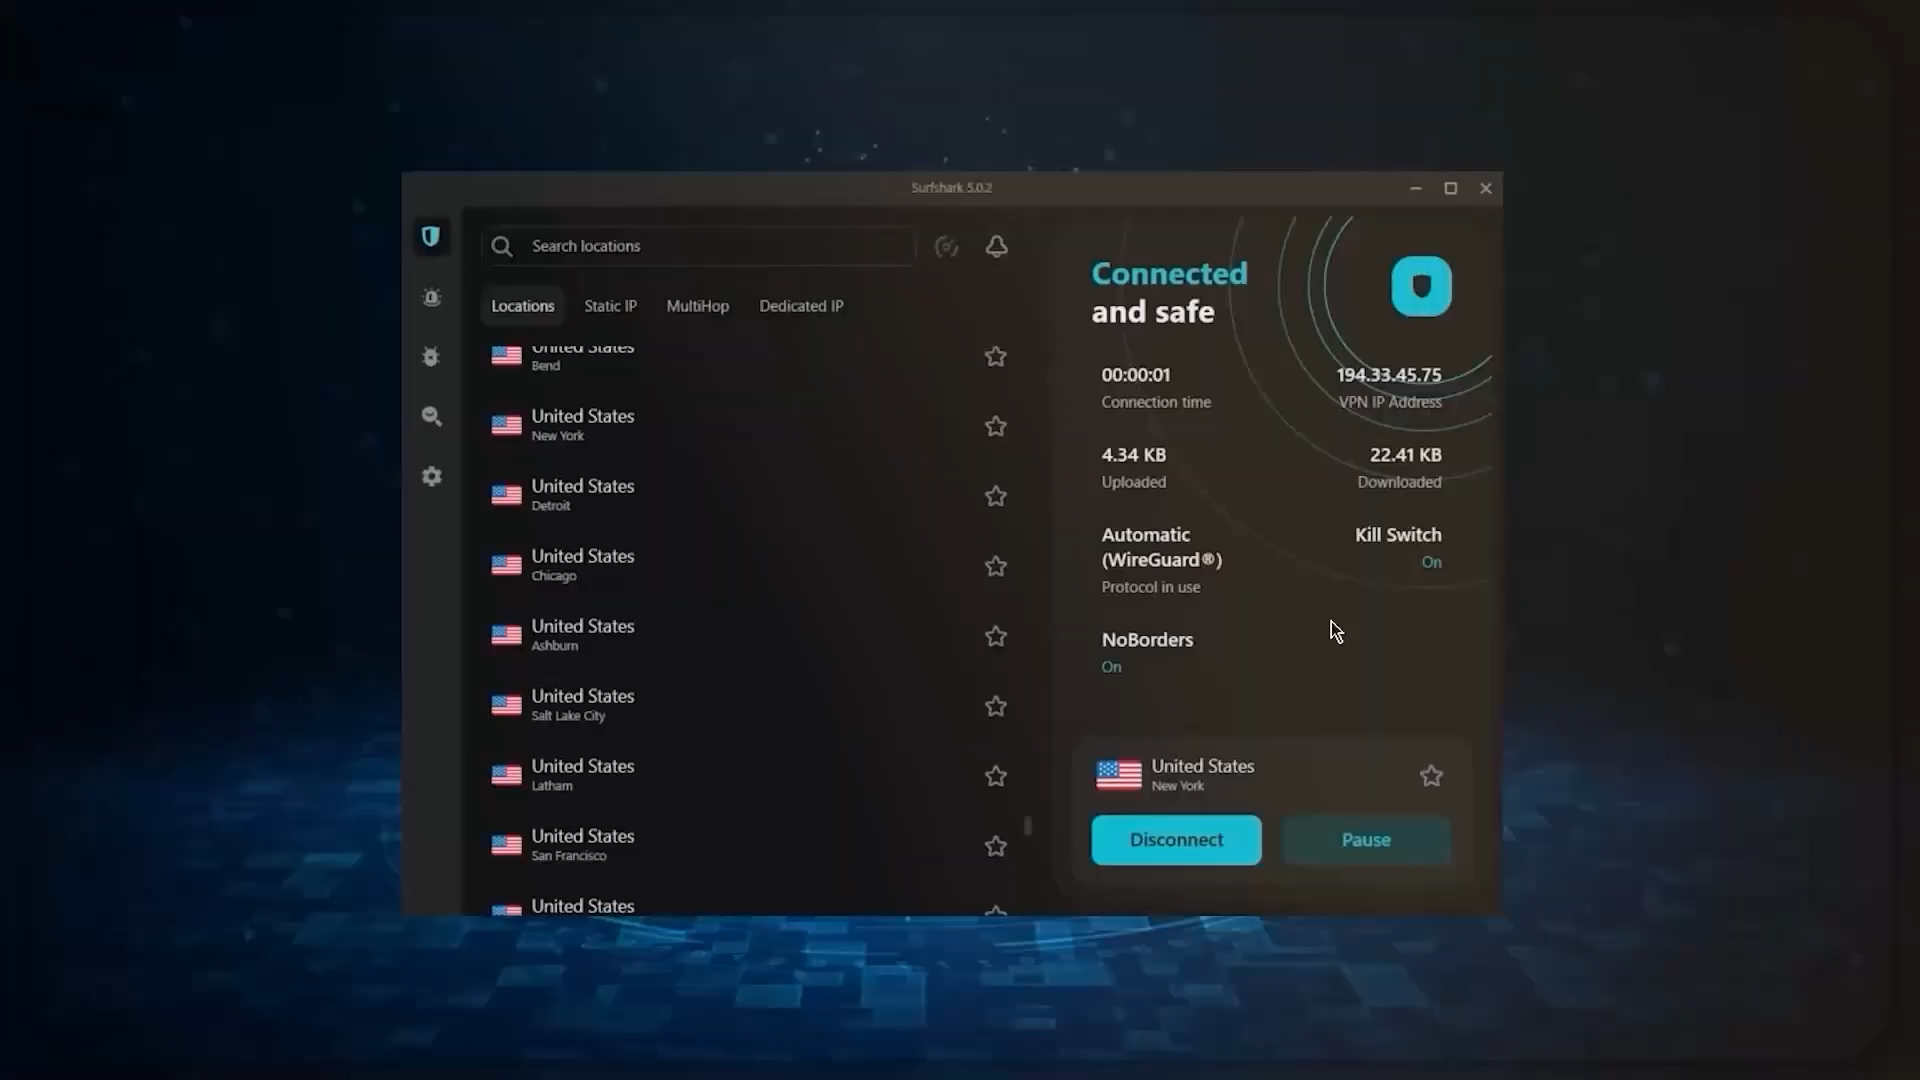 Surfshark 5.0.2
Search locations
Locations Static IP MultiHop Dedicated IP
United States
Bend
United States
New York
United States
Detroit
United States
Chicago
United States
Ashburn
United States
Salt Lake City
United States
Latham
United States
San Francisco
United States
Connected
and safe
00:00:01
Connection time
194.33.45.75
VPN IP Address
4.34 KB
Uploaded
22.41 KB
Downloaded
Automatic
(WireGuard®)
Protocol in use
Kill Switch
On
NoBorders
On
United States
New York
Disconnect
Pause